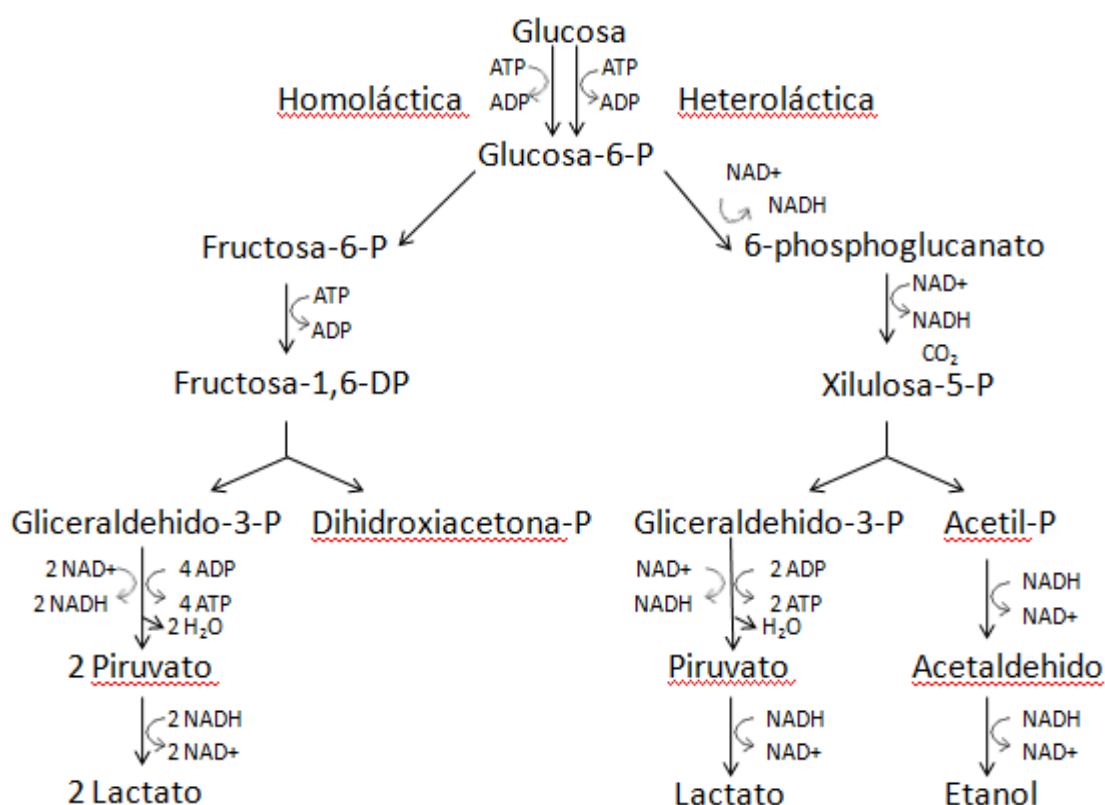 Glucosa
ATP ATP
Homoláctica ADP ADP Heteroláctica
Glucosa-6-P
NAD+
NADH
Fructosa-6-P 6-phosphoglucanato
ATP NAD+
ADP NADH
CO₂
Fructosa-1,6-DP Xilulosa-5-P
Gliceraldehido-3-P Dihidroxiacetona-P Gliceraldehido-3-P Acetil-P
2 NAD+ 4 ADP NAD+ 2 ADP NADH
2 NADH 4 ATP NADH 2 ATP NAD+
2 H₂O H₂O
2 Piruvato Piruvato Acetaldehido
2 NADH NADH NADH
2 NAD+ NAD+ NAD+
2 Lactato Lactato Etanol